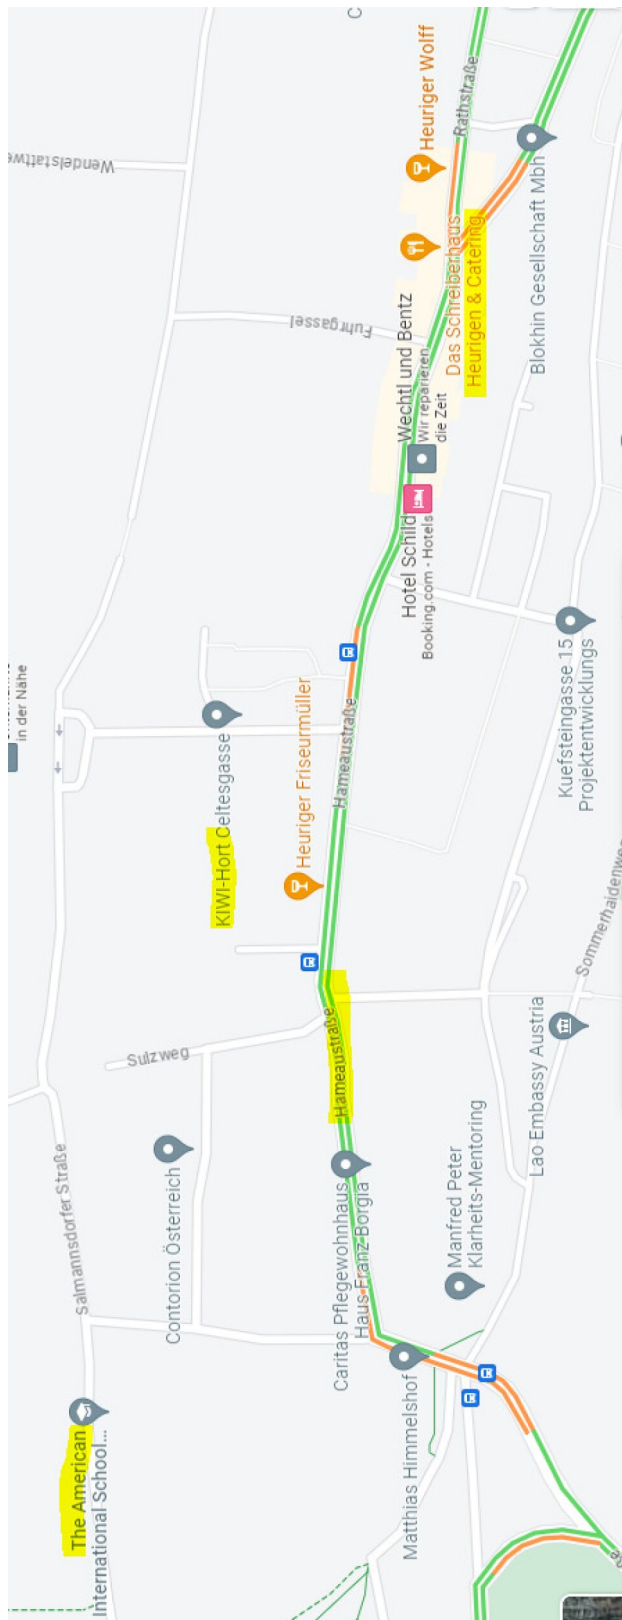 in der Nähe
Wendelstattwe
The American
International School...
Salmannsdorfer Straße
Sulzweg
Contorion Österreich
KIWI-Hort Celtesgasse
Heuriger Friseurmüller
Fuhrgassel
Hameaustraße
Hameaustraße
Caritas Pflegewohnhaus
Haus-Franz-Borgia
C
Matthias Himmelshof
Hotel Schild
Booking.com - Hotels
Wechtl und Bentz
Wir reparieren
die Zeit
Heuriger Wolff
Das Schreiberhaus
Heurigen & Catering
Rathstraße
Manfred Peter
Klarheits-Mentoring
Blokhin Gesellschaft Mbh
Lao Embassy Austria
Kuefsteingasse 15
Projektentwicklungs
Sommerhaidenwe